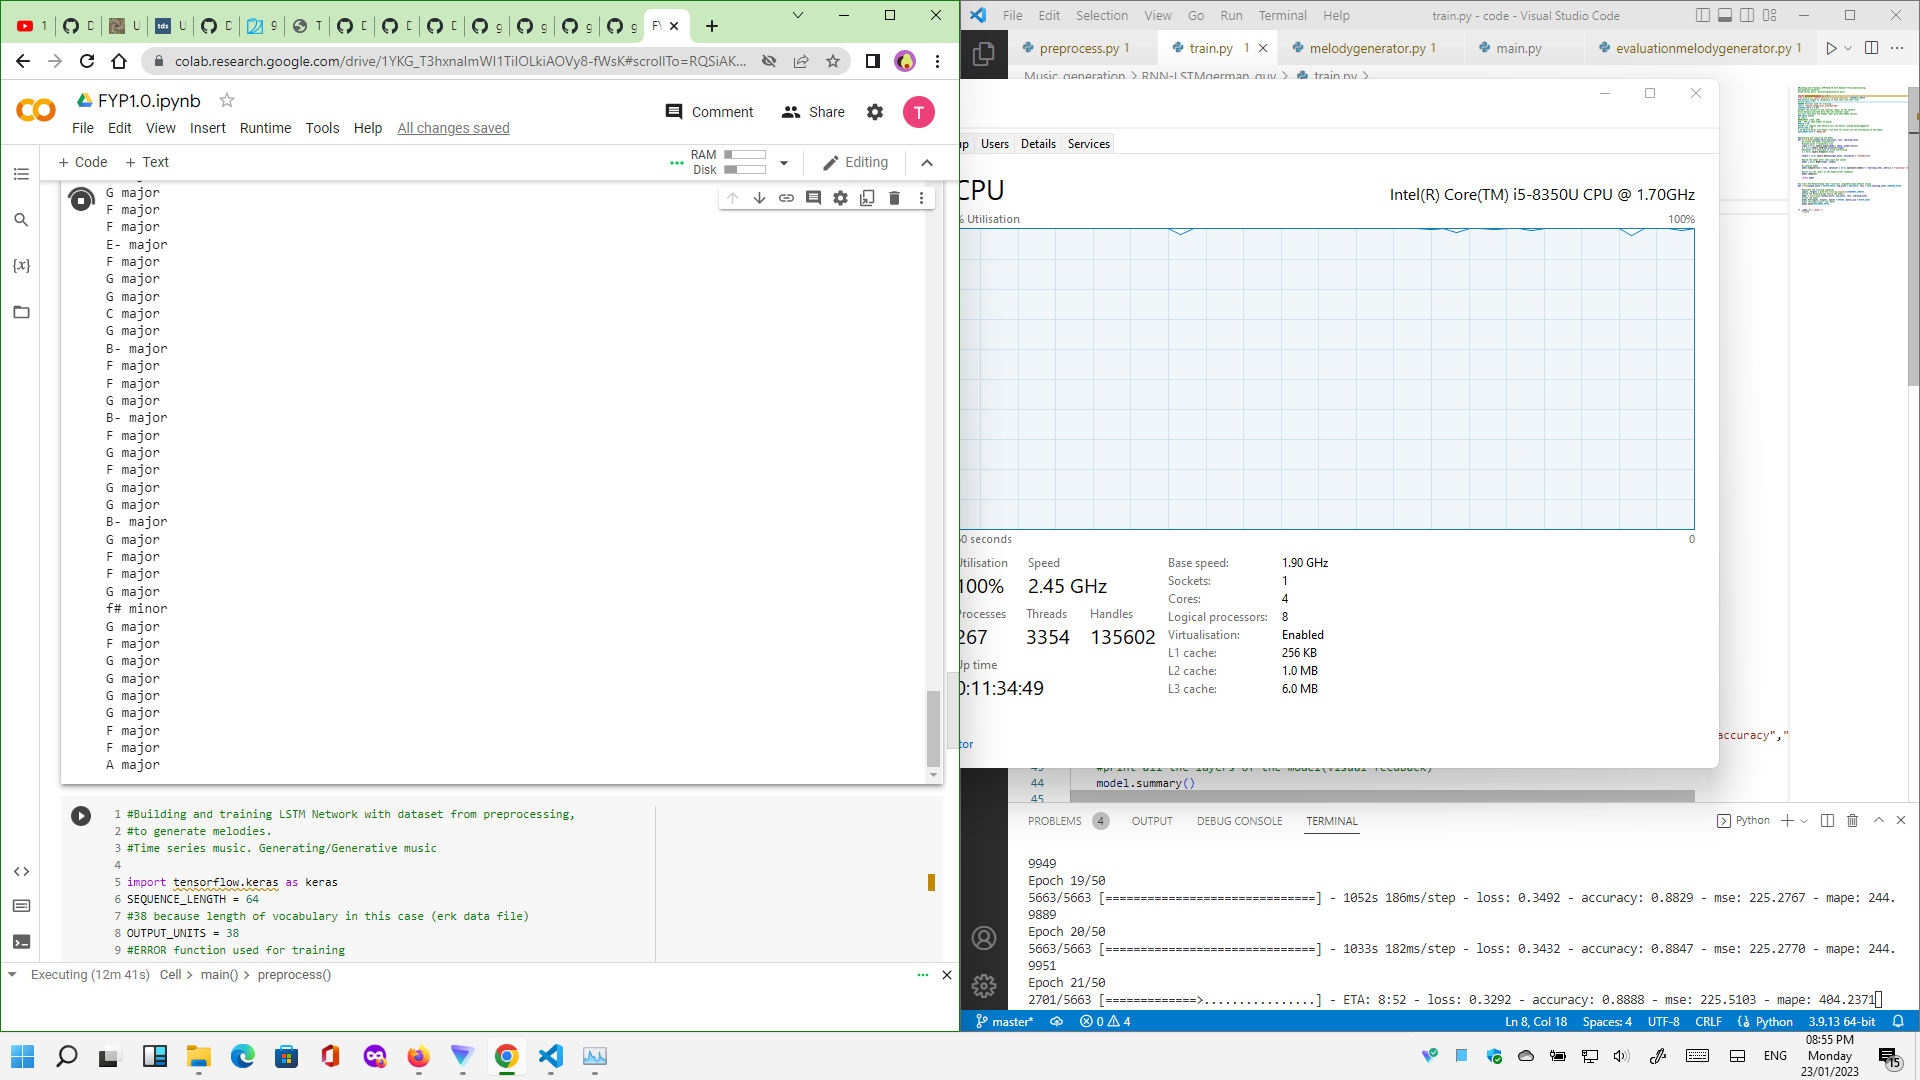 colab.research.google.com/drive/1YKG_T3hxnaImWI1TiIOLkiAOVy8-fWsK#scrollTo=RQSiAK...
FYP1.0.ipynb
Comment
Share
T
File Edit View Insert Runtime Tools Help All changes saved
+ Code + Text
RAM
Disk
Editing
G major
F major
F major
E- major
F major
G major
G major
C major
G major
B- major
F major
F major
G major
B- major
F major
G major
F major
G major
G major
B- major
G major
F major
F major
G major
f# minor
G major
F major
G major
G major
G major
G major
F major
F major
A major
1 #Building and training LSTM Network with dataset from preprocessing,
2 #to generate melodies.
3 #Time series music. Generating/Generative music
4
5 import tensorflow.keras as keras
6 SEQUENCE_LENGTH = 64
7 #38 because length of vocabulary in this case (erk data file)
8 OUTPUT_UNITS = 38
9 #ERROR function used for training
Executing (12m 41s) Cell > main() > preprocess()
File Edit Selection View Go Run Terminal Help
train.py - code - Visual Studio Code
preprocess.py 1
train.py 1
melodygenerator.py 1
main.py
evaluationmelodygenerator.py 1
Music generation > RNN-LSTMgerman guy > train.py >
Users Details Services
CPU
Intel(R) Core(TM) i5-8350U CPU @ 1.70GHz
% Utilisation
100%
seconds
0
Utilisation Speed
100% 2.45 GHz
Processes Threads Handles
267 3354 135602
Up time
0:11:34:49
Base speed: 1.90 GHz
Sockets: 1
Cores: 4
Logical processors: 8
Virtualisation: Enabled
L1 cache: 256 KB
L2 cache: 1.0 MB
L3 cache: 6.0 MB
tor
accuracy","
#print all the layers of the model(visual feedback)
44 model.summary()
45
PROBLEMS 4 OUTPUT DEBUG CONSOLE TERMINAL
Python
9949
Epoch 19/50
5663/5663 [==============================] - 1052s 186ms/step - loss: 0.3492 - accuracy: 0.8829 - mse: 225.2767 - mape: 244.
9889
Epoch 20/50
5663/5663 [==============================] - 1033s 182ms/step - loss: 0.3432 - accuracy: 0.8847 - mse: 225.2770 - mape: 244.
9951
Epoch 21/50
2701/5663 [=============>................] - ETA: 8:52 - loss: 0.3292 - accuracy: 0.8888 - mse: 225.5103 - mape: 404.2371
master*
0 4
Ln 8, Col 18 Spaces: 4 UTF-8 CRLF Python 3.9.13 64-bit
ENG
08:55 PM
Monday
23/01/2023
15